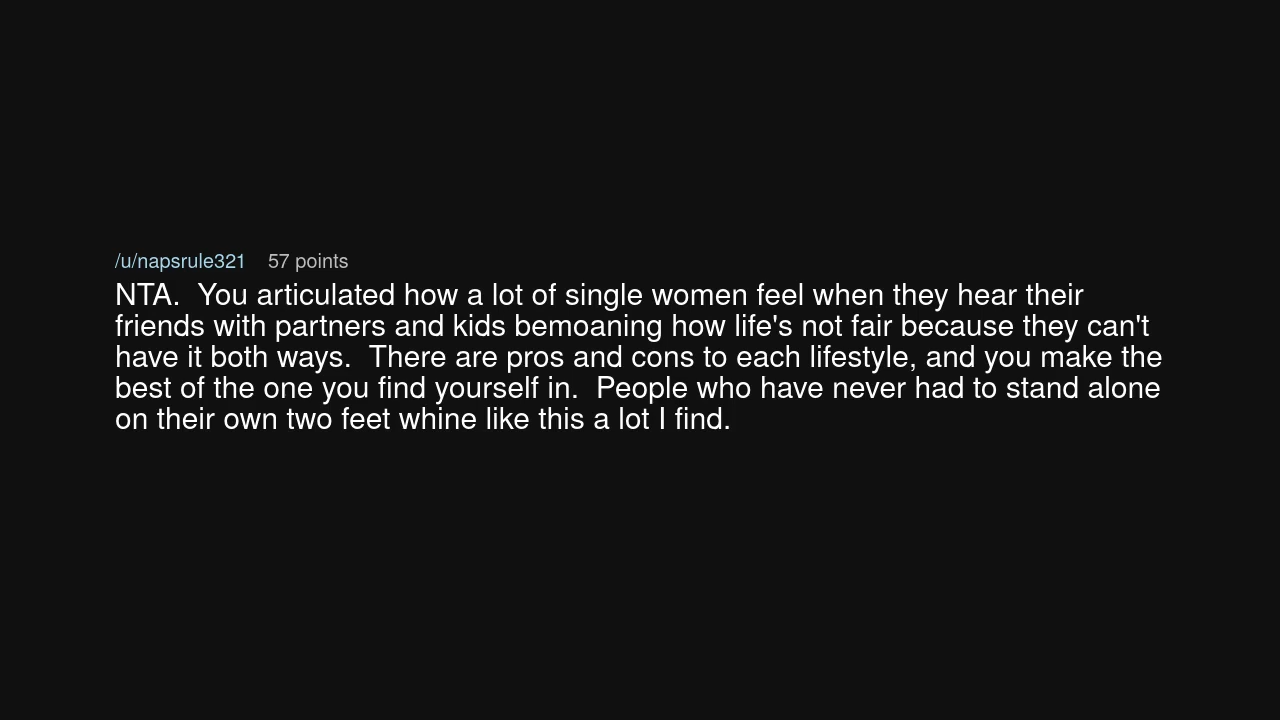 /u/napsrule321 57 points
NTA.  You articulated how a lot of single women feel when they hear their
friends with partners and kids bemoaning how life's not fair because they can't
have it both ways.  There are pros and cons to each lifestyle, and you make the
best of the one you find yourself in.  People who have never had to stand alone
on their own two feet whine like this a lot I find.